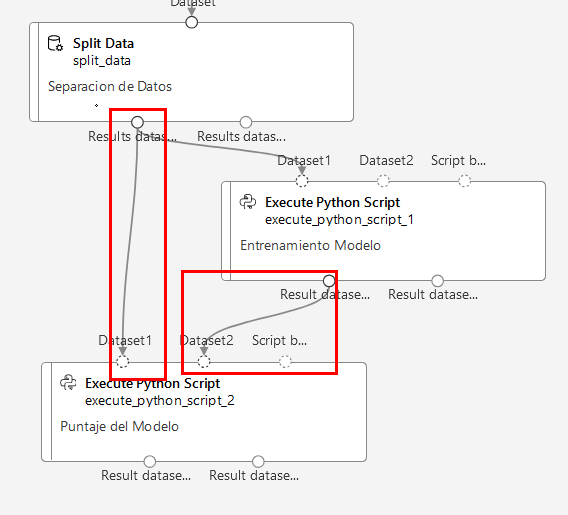 Dataset
Split Data
split_data
Separacion de Datos
Results datas...
Results datas...
Dataset1
Dataset2
Script b...
Execute Python Script
execute_python_script_1
Entrenamiento Modelo
Result datase...
Result datase...
Dataset1
Dataset2
Script b...
Execute Python Script
execute_python_script_2
Puntaje del Modelo
Result datase...
Result datase...